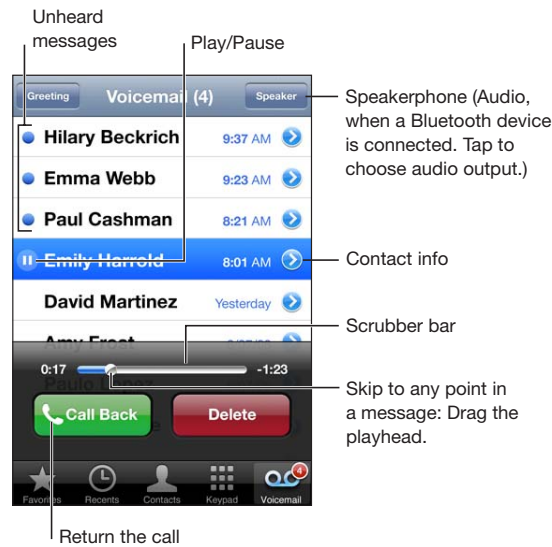 Unheard
messages
Play/Pause
Greeting Voicemail (4) Speaker
Speakerphone (Audio,
when a Bluetooth device
is connected. Tap to
choose audio output.)
Hilary Beckrich 9:37 AM
Emma Webb 9:23 AM
Paul Cashman 8:21 AM
Emily Harrold 8:01 AM
Contact info
David Martinez Yesterday
Scrubber bar
Amy Frost
0:17 -1:23
Paulo Lopez
Skip to any point in
a message: Drag the
playhead.
Call Back Delete
Favorites Recents Contacts Keypad Voicemail 4
Return the call